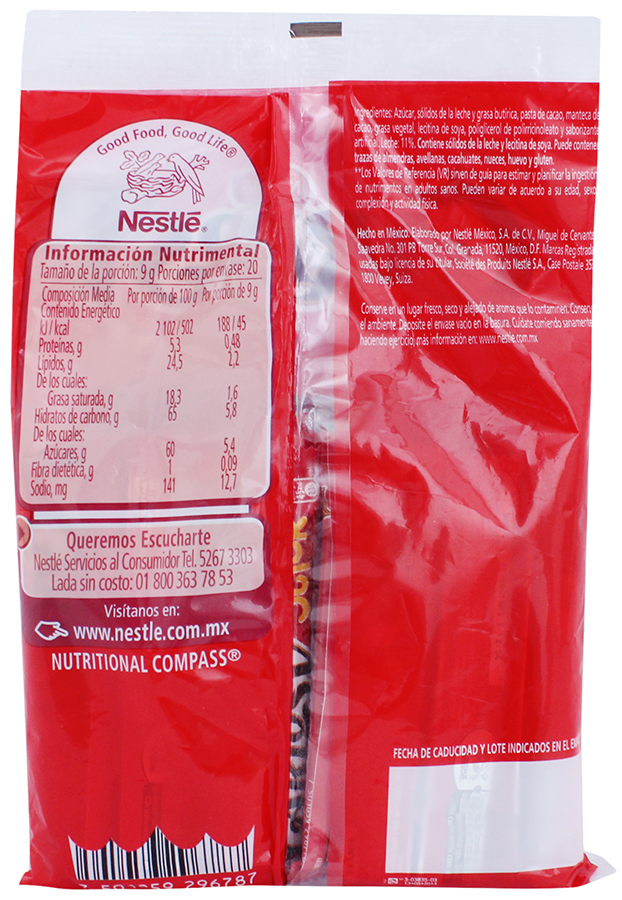 Good Food, Good Life®
Nestlé®
Información Nutrimental
Tamaño de la porción: 9 g Porciones por envase: 20
Composición Media Por porción de 100 g Por porción de 9 g
Contenido Energético
kJ / kcal 2 102 / 502 188 / 45
Proteínas, g 5,3 0,48
Lípidos, g 24,5 2,2
De los cuales:
Grasa saturada, g 18,3 1,6
Hidratos de carbono, g 65 5,8
De los cuales:
Azúcares, g 60 5,4
Fibra dietética, g 1 0,09
Sodio, mg 141 12,7
Queremos Escucharte
Nestlé Servicios al Consumidor Tel. 5267 3303
Lada sin costo: 01 800 363 78 53
Visítanos en:
www.nestle.com.mx
NUTRITIONAL COMPASS®
296787
Ingredientes: Azúcar, sólidos de la leche y grasa butírica, pasta de cacao, manteca de
cacao, grasa vegetal, lecitina de soya, poliglicerol de polirricinoleato y saborizante
artificial. Leche: 11%. Contiene sólidos de la leche y lecitina de soya. Puede contener
trazas de almendras, avellanas, cacahuates, nueces, huevo y gluten.
**Los Valores de Referencia (VR) sirven de guía para estimar y planificar la ingestión
de nutrimentos en adultos sanos. Pueden variar de acuerdo a su edad, sexo,
complexión y actividad física.
Hecho en México. Elaborado por Nestlé México, S.A. de C.V., Miguel de Cervantes
Saavedra No. 301 PB Torre Sur, Col. Granada, 11520, México, D.F. Marcas Registradas
usadas bajo licencia de su titular, Société des Produits Nestlé S.A., Case Postale 353
1800 Vevey, Suiza.
Conserve en un lugar fresco, seco y alejado de aromas que lo contaminen. Conserv
el ambiente. Deposite el envase vacío en la basura. Cuídate comiendo sanamente
haciendo ejercicio, más información en: www.nestle.com.mx
FECHA DE CADUCIDAD Y LOTE INDICADOS EN EL EN